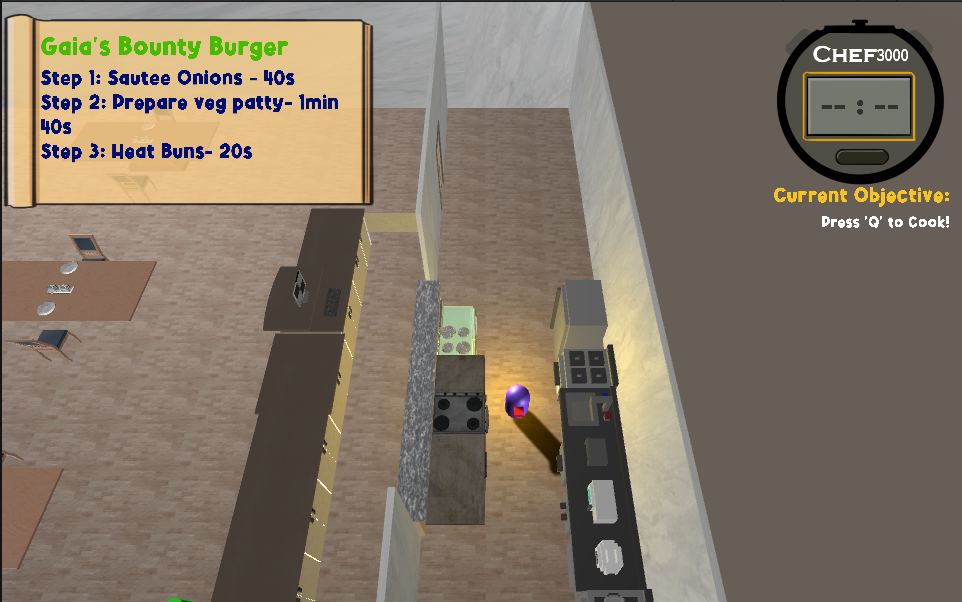 Gaia's Bounty Burger
Step 1: Sautee Onions - 40s
Step 2: Prepare veg patty- 1min
40s
Step 3: Heat Buns- 20s
CHEF3000
-- : --
Current Objective:
Press 'Q' to Cook!